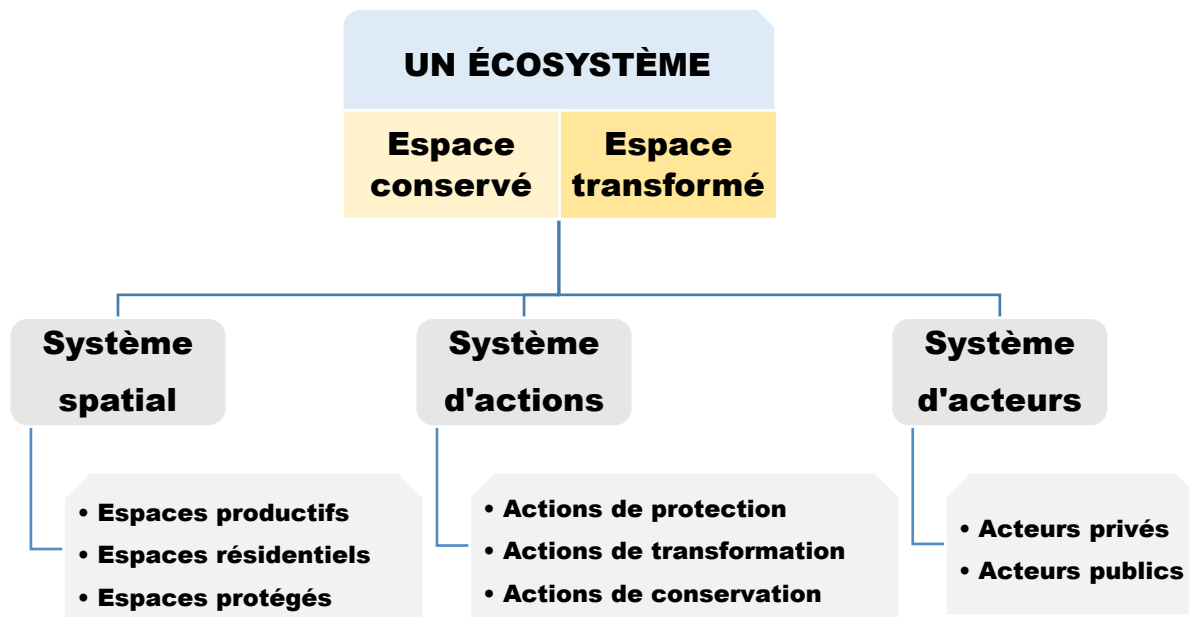 UN ÉCOSYSTÈME
Espace
conservé
Espace
transformé
Système
spatial
• Espaces productifs
• Espaces résidentiels
• Espaces protégés
Système
d'actions
• Actions de protection
• Actions de transformation
• Actions de conservation
Système
d'acteurs
• Acteurs privés
• Acteurs publics